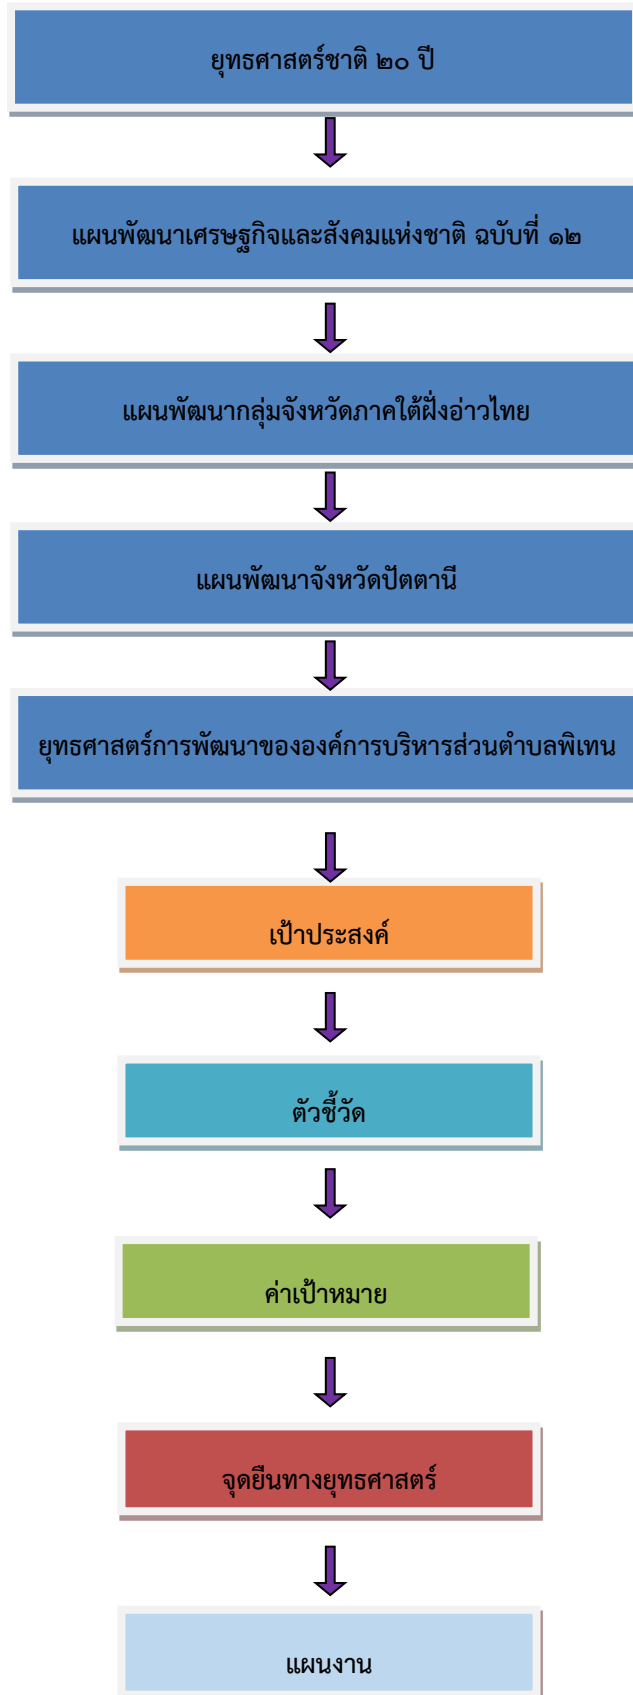 ยุทธศาสตร์ชาติ ๒๐ ปี
แผนพัฒนาเศรษฐกิจและสังคมแห่งชาติ ฉบับที่ ๑๒
แผนพัฒนากลุ่มจังหวัดภาคใต้ฝั่งอ่าวไทย
แผนพัฒนาจังหวัดปัตตานี
ยุทธศาสตร์การพัฒนาขององค์การบริหารส่วนตำบลพิเทน
เป้าประสงค์
ตัวชี้วัด
ค่าเป้าหมาย
จุดยืนทางยุทธศาสตร์
แผนงาน